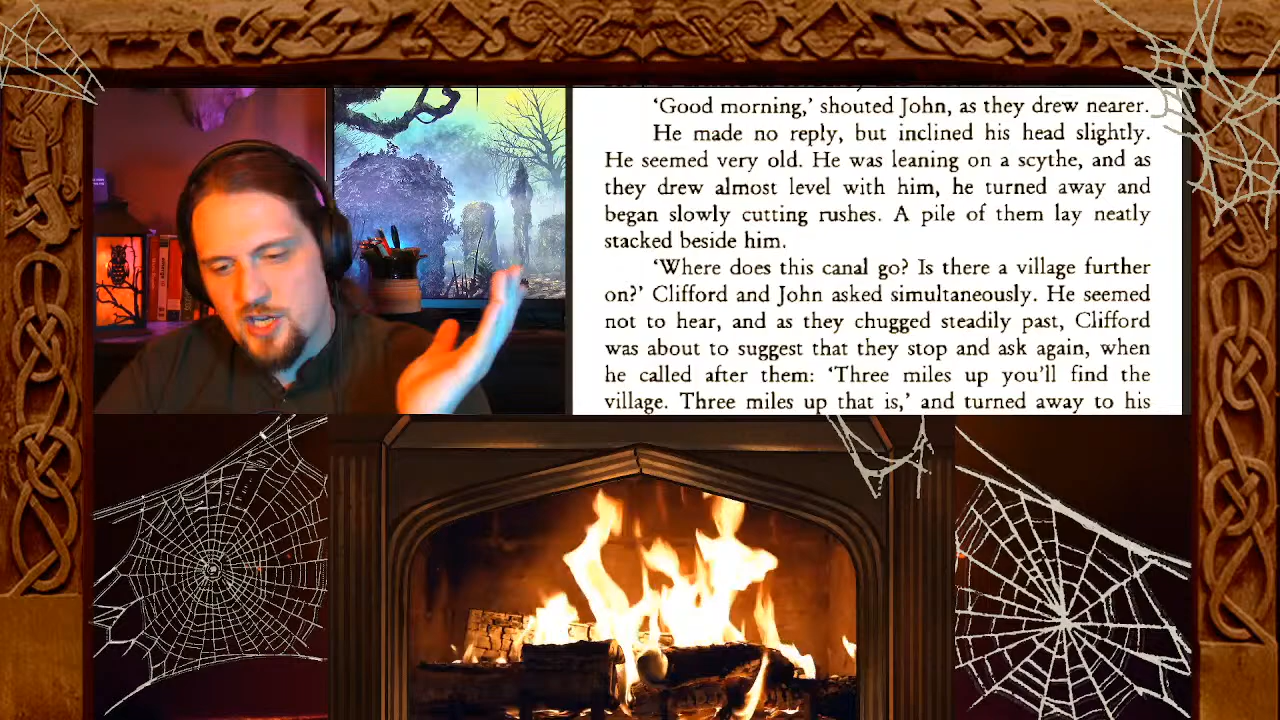 ‘Good morning,’ shouted John, as they drew nearer.
He made no reply, but inclined his head slightly.
He seemed very old. He was leaning on a scythe, and as
they drew almost level with him, he turned away and
began slowly cutting rushes. A pile of them lay neatly
stacked beside him.
‘Where does this canal go? Is there a village further
on?’ Clifford and John asked simultaneously. He seemed
not to hear, and as they chugged steadily past, Clifford
was about to suggest that they stop and ask again, when
he called after them: ‘Three miles up you’ll find the
village. Three miles up that is,’ and turned away to his